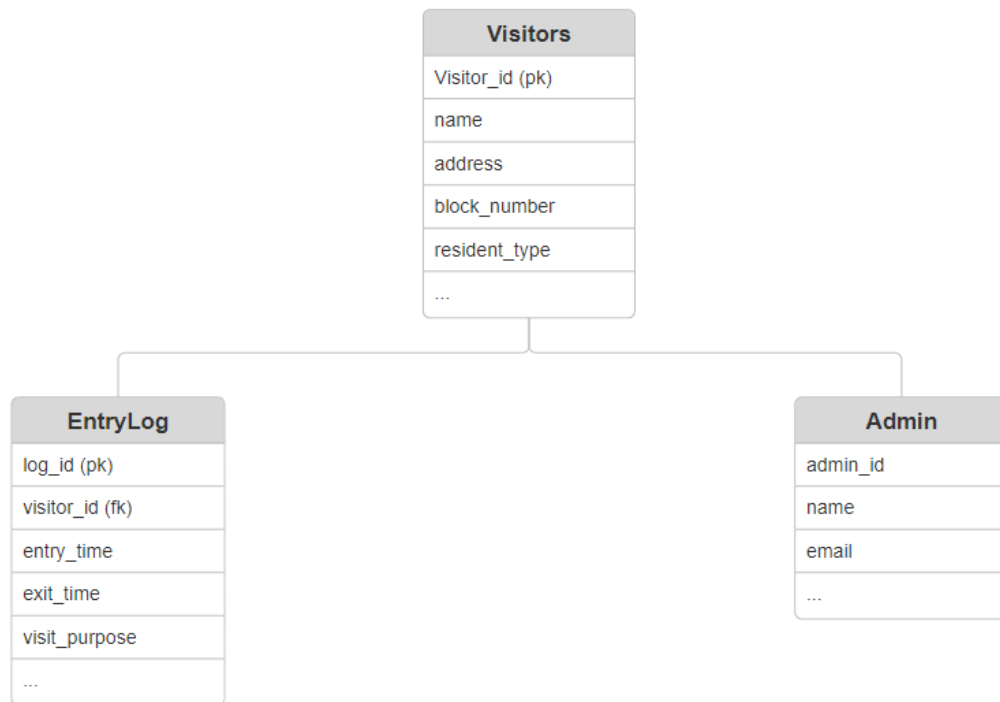 Visitors
Visitor_id (pk)
name
address
block_number
resident_type
...
EntryLog
log_id (pk)
visitor_id (fk)
entry_time
exit_time
visit_purpose
...
Admin
admin_id
name
email
...